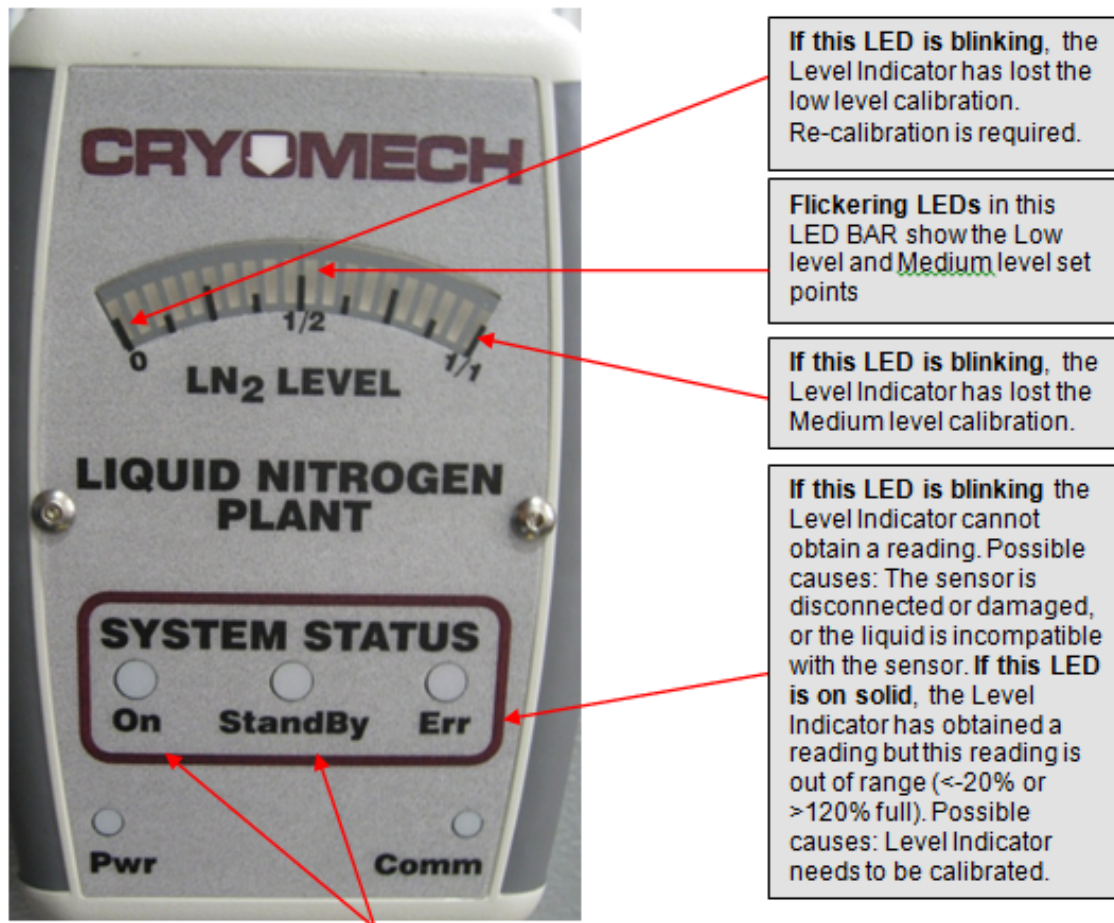 CRYOMECH
0
1/2
1/1
LN2 LEVEL
LIQUID NITROGEN
PLANT
SYSTEM STATUS
On StandBy Err
Pwr Comm
If this LED is blinking, the
Level Indicator has lost the
low level calibration.
Re-calibration is required.
Flickering LEDs in this
LED BAR show the Low
level and Medium level set
points
If this LED is blinking, the
Level Indicator has lost the
Medium level calibration.
If this LED is blinking the
Level Indicator cannot
obtain a reading. Possible
causes: The sensor is
disconnected or damaged,
or the liquid is incompatible
with the sensor. If this LED
is on solid, the Level
Indicator has obtained a
reading but this reading is
out of range (<-20% or
>120% full). Possible
causes: Level Indicator
needs to be calibrated.